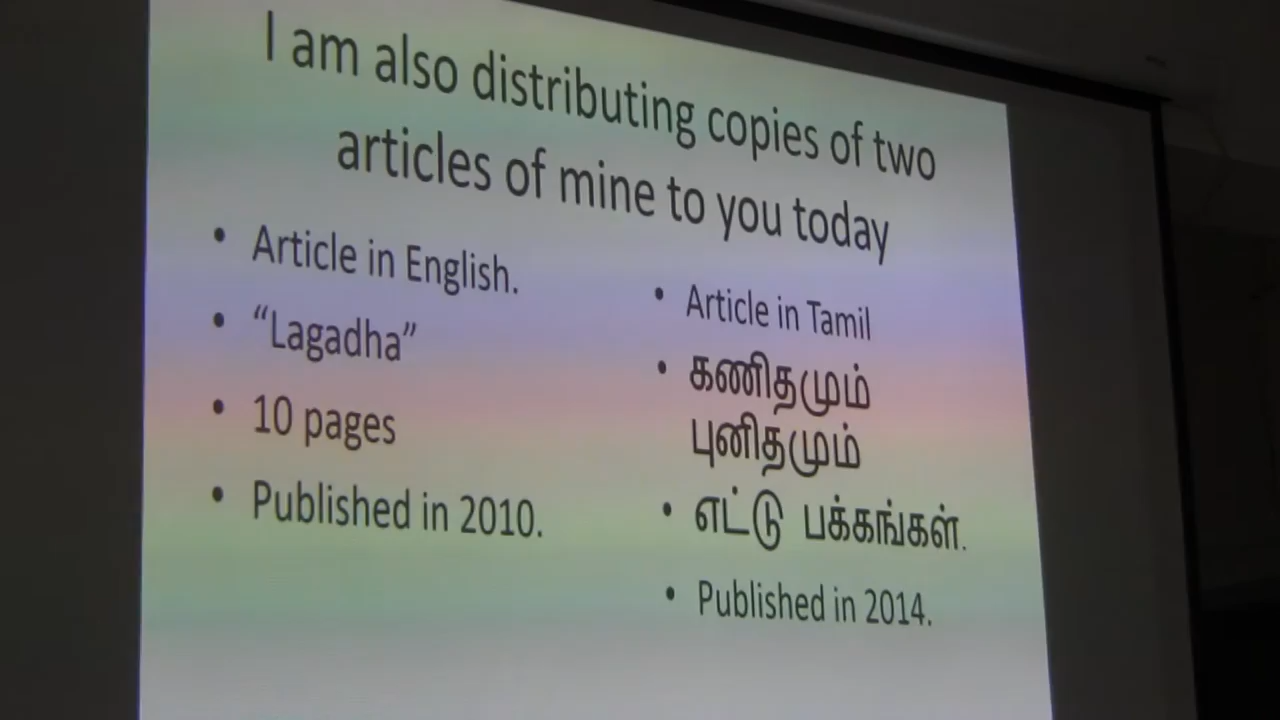 I am also distributing copies of two
articles of mine to you today
• Article in English.
• “Lagadha”
• 10 pages
• Published in 2010.
• Article in Tamil
• கணிதமும்
புனிதமும்
• எட்டு பக்கங்கள்.
• Published in 2014.